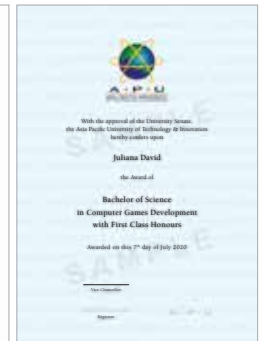 A · P · U
With the approval of the University Senate,
the Asia Pacific University of Technology & Innovation
hereby confers upon
Juliana David
the Award of
Bachelor of Science
in Computer Games Development
with First Class Honours
Awarded on this 7th day of July 2020
SAMPLE
Vice Chancellor
Registrar